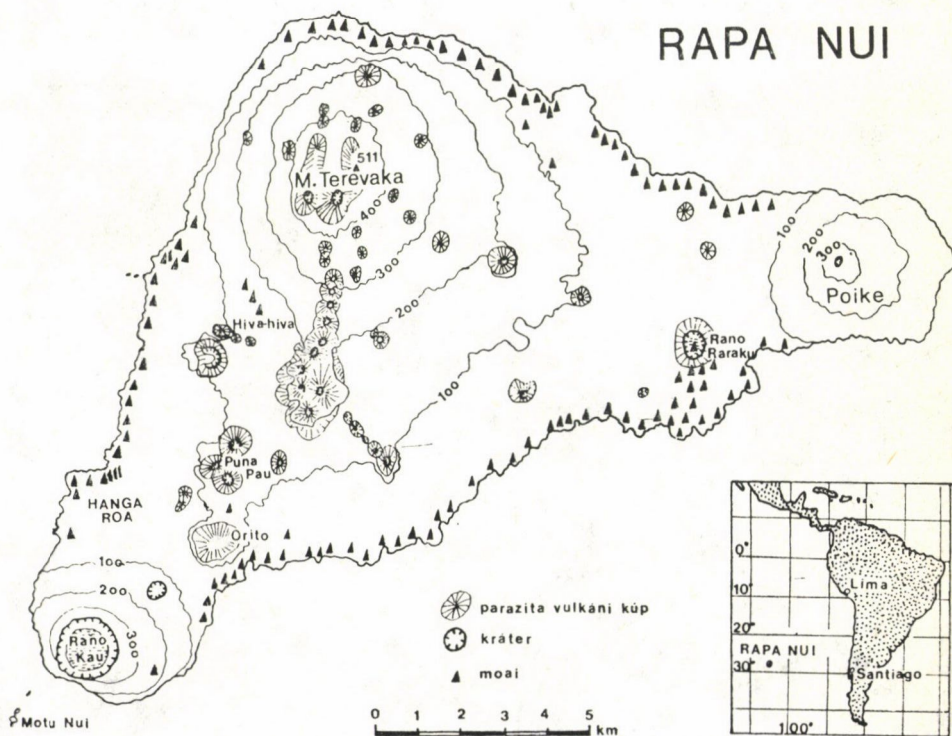 RAPA NUI
511
M. Terevaka
400
300
200
100
Hiva-hiva
100
200
300
Poike
Rano
Raraku
Puna
Pau
HANGA
ROA
Orito
100
200
300
Rano
Kau
Motu Nui
parazita vulkáni kúp
kráter
moai
0 1 2 3 4 5
km
0°
10°
20°
30°
100°
Lima
RAPA NUI
Santiago